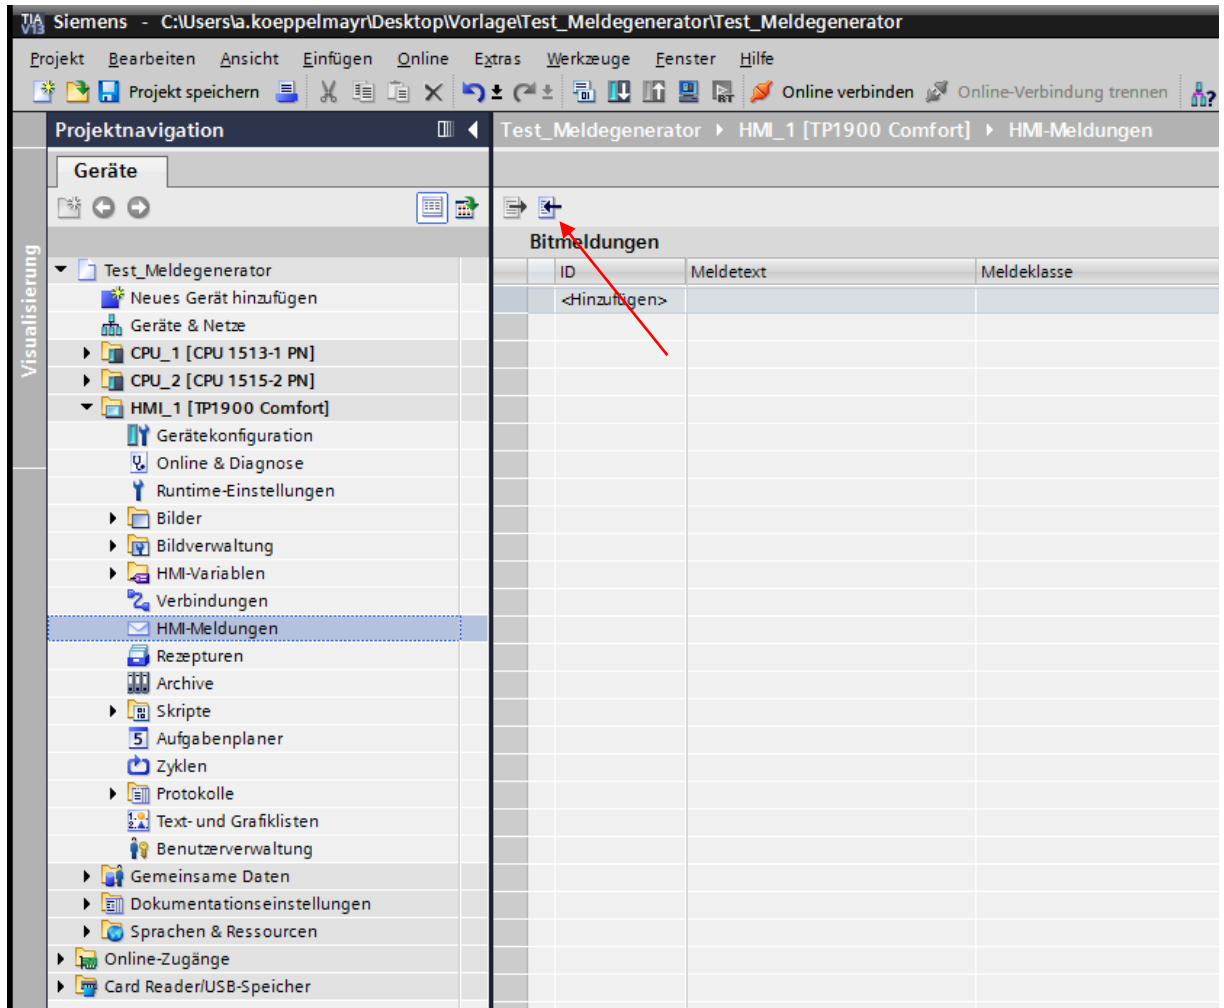 TIA V13 Siemens - C:\Users\a.koeppelmayr\Desktop\Vorlage\Test_Meldegenerator\Test_Meldegenerator
Projekt Bearbeiten Ansicht Einfügen Online Extras Werkzeuge Fenster Hilfe
Projekt speichern Online verbinden Online-Verbindung trennen
Projektnavigation
Test_Meldegenerator HMI_1 [TP1900 Comfort] HMI-Meldungen
Geräte
Visualisierung
Bitmeldungen
ID Meldetext Meldeklasse
<Hinzufügen>
Test_Meldegenerator
Neues Gerät hinzufügen
Geräte & Netze
CPU_1 [CPU 1513-1 PN]
CPU_2 [CPU 1515-2 PN]
HMI_1 [TP1900 Comfort]
Gerätekonfiguration
Online & Diagnose
Runtime-Einstellungen
Bilder
Bildverwaltung
HMI-Variablen
Verbindungen
HMI-Meldungen
Rezepturen
Archive
Skripte
Aufgabenplaner
Zyklen
Protokolle
Text- und Grafiklisten
Benutzerverwaltung
Gemeinsame Daten
Dokumentationseinstellungen
Sprachen & Ressourcen
Online-Zugänge
Card Reader/USB-Speicher